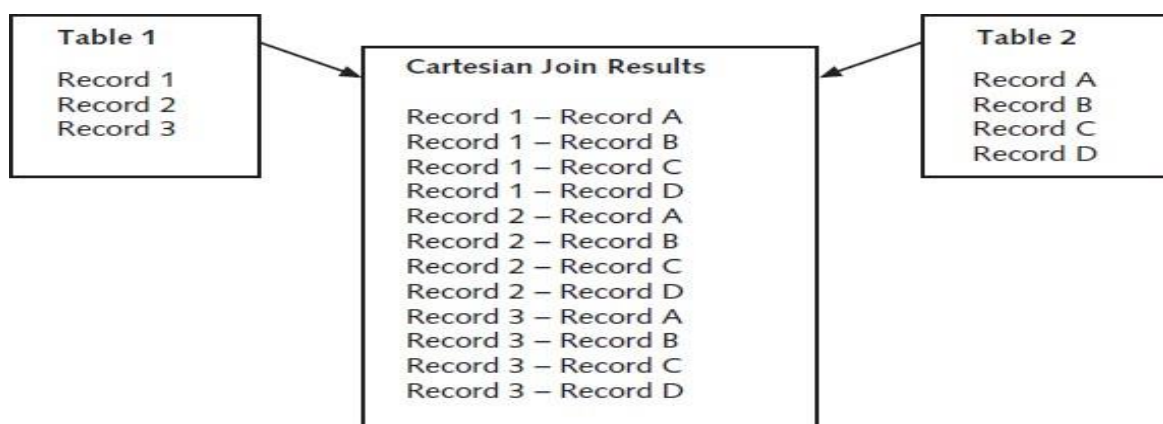 Table 1
Record 1
Record 2
Record 3
Cartesian Join Results
Record 1 – Record A
Record 1 – Record B
Record 1 – Record C
Record 1 – Record D
Record 2 – Record A
Record 2 – Record B
Record 2 – Record C
Record 2 – Record D
Record 3 – Record A
Record 3 – Record B
Record 3 – Record C
Record 3 – Record D
Table 2
Record A
Record B
Record C
Record D